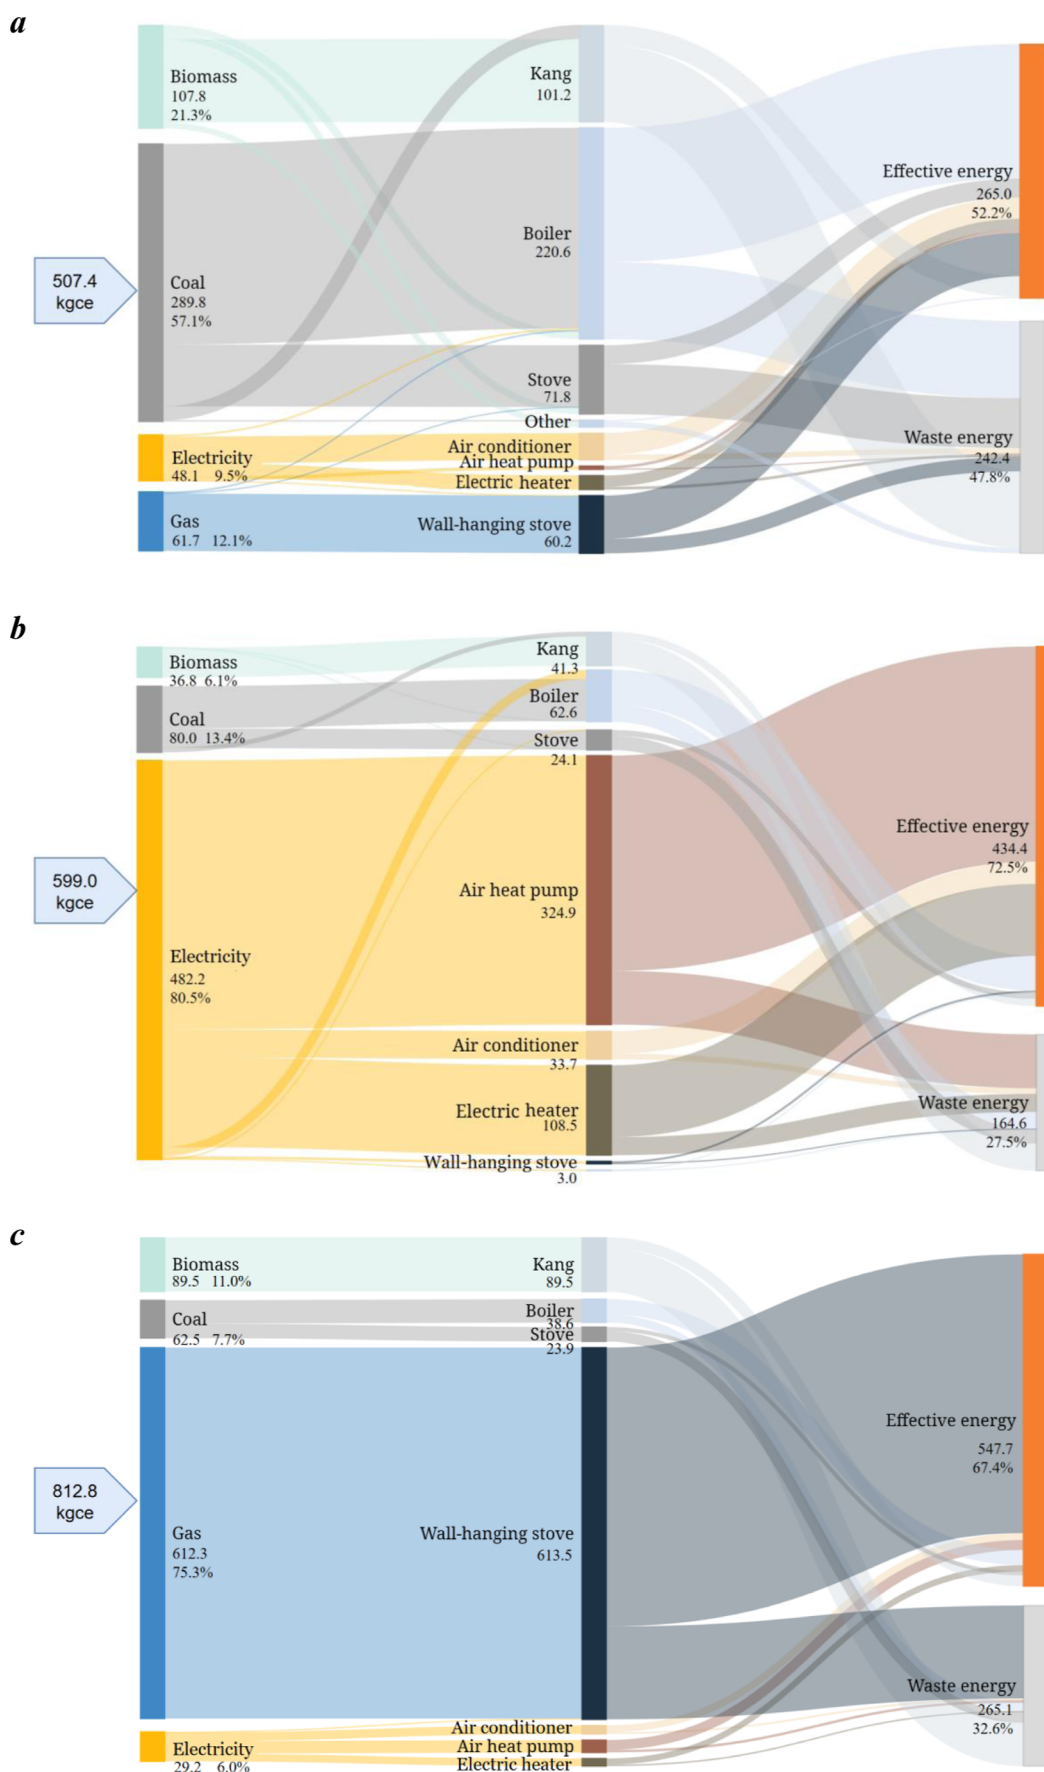 a
Biomass
107.8
21.3%
Kang
101.2
Effective energy
265.0
52.2%
Boiler
220.6
507.4
kgce
Coal
289.8
57.1%
Stove
71.8
Other
Waste energy
242.4
47.8%
Air conditioner
Air heat pump
Electricity
48.1 9.5%
Electric heater
Gas
61.7 12.1%
Wall-hanging stove
60.2
b
Biomass
36.8 6.1%
Kang
41.3
Boiler
62.6
Coal
80.0 13.4%
Stove
24.1
Effective energy
434.4
72.5%
599.0
kgce
Air heat pump
324.9
Electricity
482.2
80.5%
Air conditioner
33.7
Electric heater
108.5
Waste energy
164.6
27.5%
Wall-hanging stove
3.0
c
Biomass
89.5 11.0%
Kang
89.5
Boiler
38.6
Coal
62.5 7.7%
Stove
23.9
Effective energy
547.7
67.4%
812.8
kgce
Gas
612.3
75.3%
Wall-hanging stove
613.5
Waste energy
265.1
32.6%
Air conditioner
Air heat pump
Electricity
29.2 6.0%
Electric heater